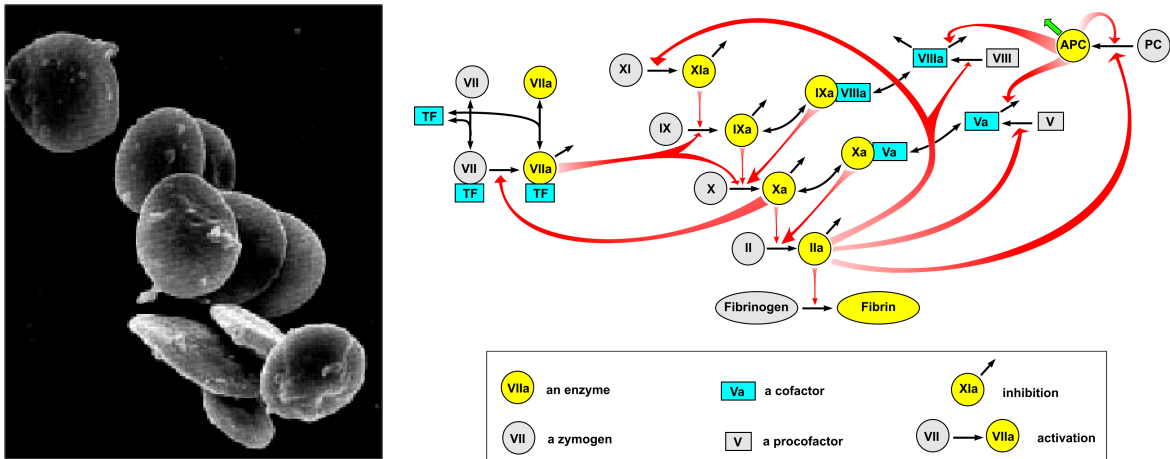 APC
PC
VIIIa
VIII
XI
XIa
VII
VIIa
IXa VIIIa
TF
Va
V
IX
IXa
Xa Va
VII
VIIa
TF
TF
X
Xa
II
IIa
Fibrinogen
Fibrin
VIIa an enzyme
Va a cofactor
XIa inhibition
VII a zymogen
V a procofactor
VII VIIa activation